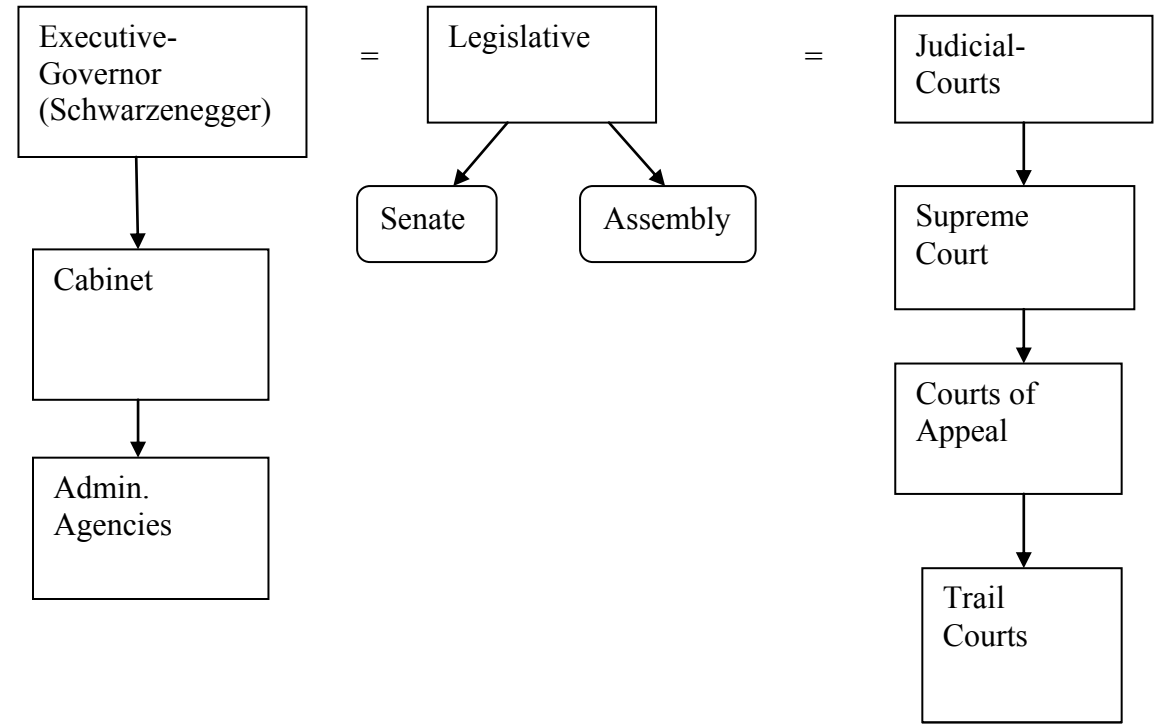 Executive-
Governor
(Schwarzenegger)
=
Legislative
=
Judicial-
Courts
Senate
Assembly
Supreme
Court
Cabinet
Courts of
Appeal
Admin.
Agencies
Trail
Courts